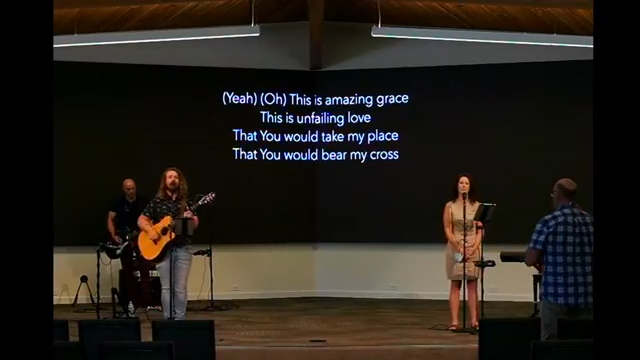 (Yeah) (Oh) This is amazing grace
This is unfailing love
That You would take my place
That You would bear my cross